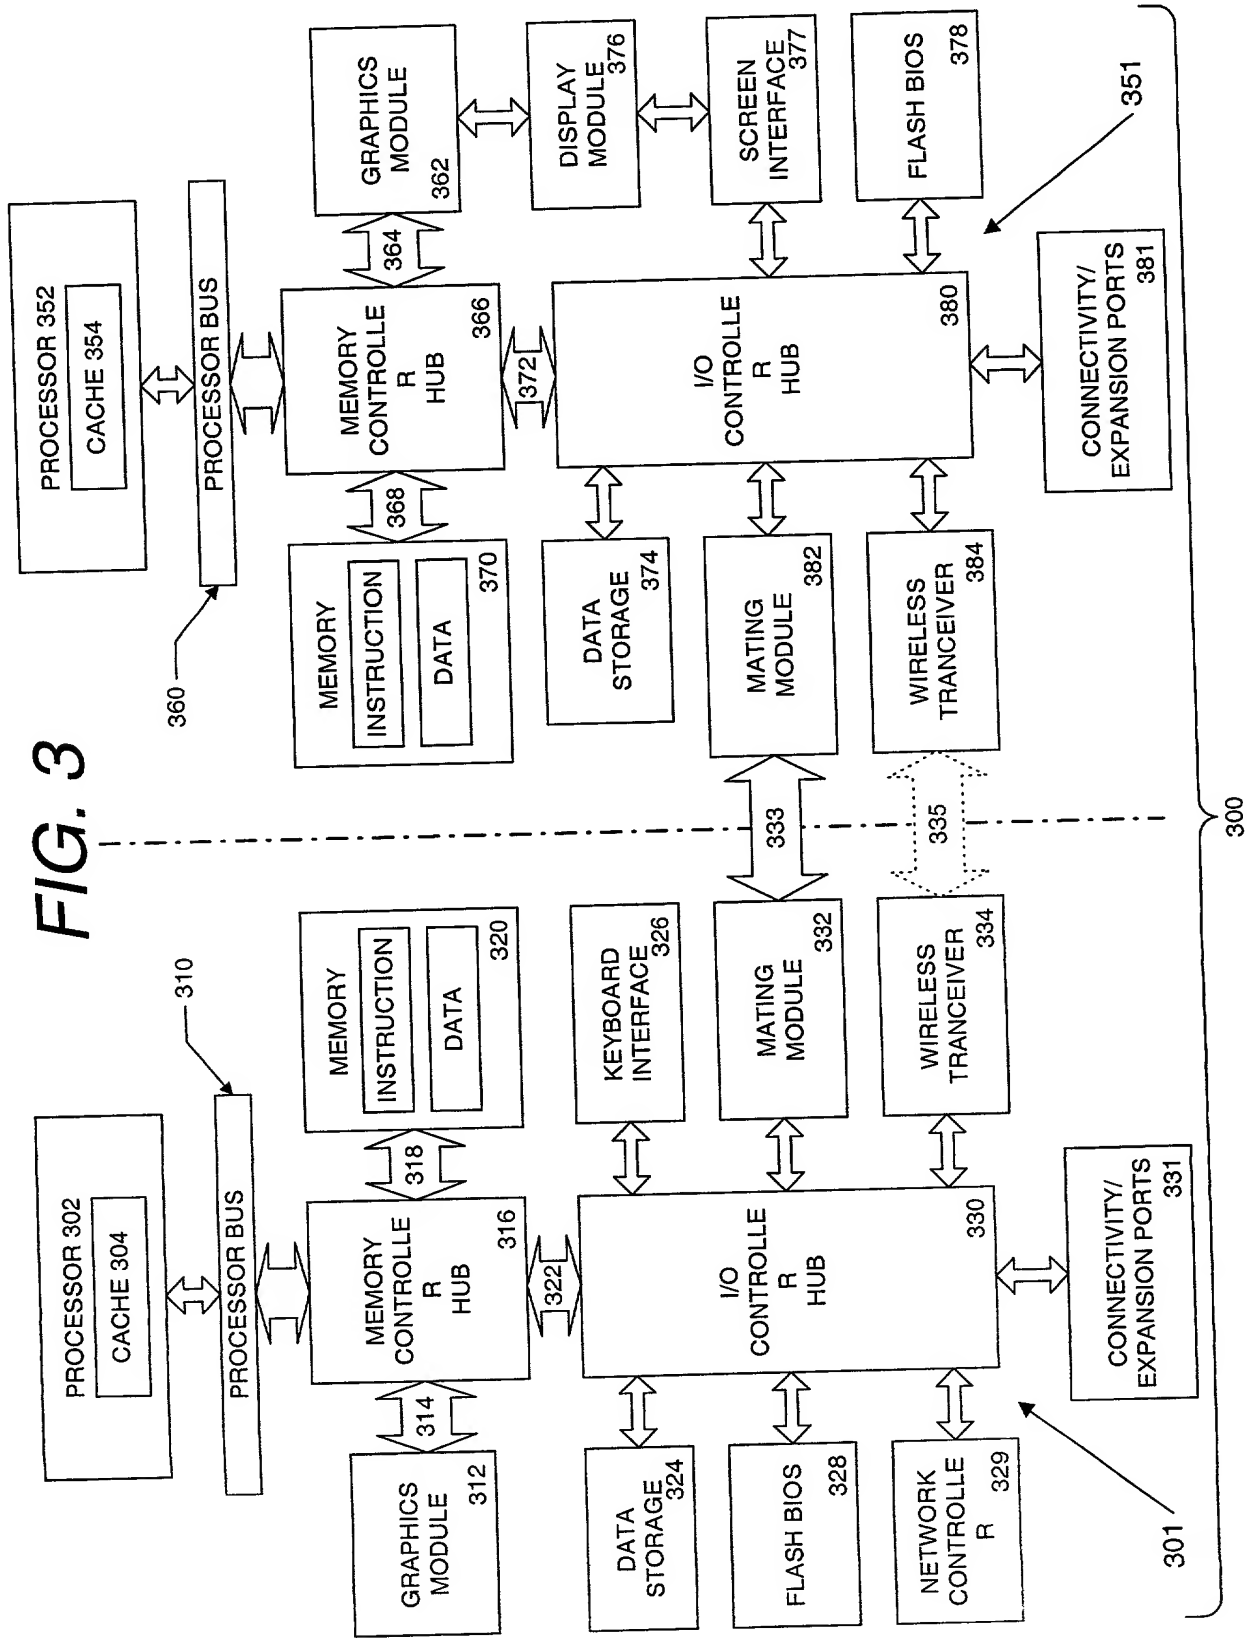 FIG. 3
PROCESSOR 302
CACHE 304
310
PROCESSOR BUS
GRAPHICS
MODULE
312
314
MEMORY
CONTROLLE
R
HUB
316
318
MEMORY
INSTRUCTION
DATA
320
322
DATA
STORAGE
324
FLASH BIOS
328
NETWORK
CONTROLLE
R
329
I/O
CONTROLLE
R
HUB
330
KEYBOARD
INTERFACE
326
MATING
MODULE
332
WIRELESS
TRANCEIVER
334
CONNECTIVITY/
EXPANSION PORTS
331
301
333
335
PROCESSOR 352
CACHE 354
360
PROCESSOR BUS
MEMORY
INSTRUCTION
DATA
370
368
MEMORY
CONTROLLE
R
HUB
366
364
GRAPHICS
MODULE
362
372
DATA
STORAGE
374
MATING
MODULE
382
WIRELESS
TRANCEIVER
384
I/O
CONTROLLE
R
HUB
380
DISPLAY
MODULE
376
SCREEN
INTERFACE
377
FLASH BIOS
378
CONNECTIVITY/
EXPANSION PORTS
381
351
300